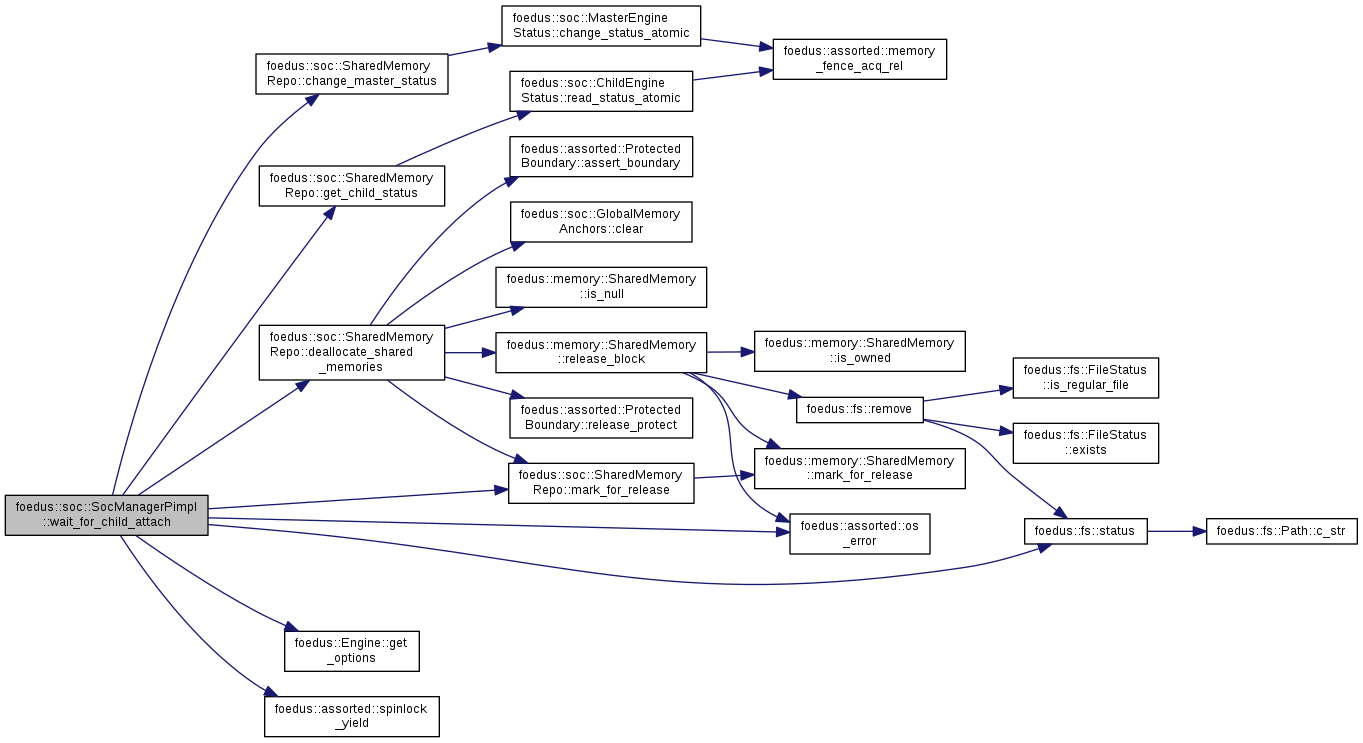 foedus::soc::SocManagerPimpl
::wait_for_child_attach
foedus::soc::SharedMemory
Repo::change_master_status
foedus::soc::MasterEngine
Status::change_status_atomic
foedus::assorted::memory
_fence_acq_rel
foedus::soc::SharedMemory
Repo::get_child_status
foedus::soc::ChildEngine
Status::read_status_atomic
foedus::soc::SharedMemory
Repo::deallocate_shared
_memories
foedus::assorted::Protected
Boundary::assert_boundary
foedus::soc::GlobalMemory
Anchors::clear
foedus::memory::SharedMemory
::is_null
foedus::memory::SharedMemory
::release_block
foedus::assorted::Protected
Boundary::release_protect
foedus::soc::SharedMemory
Repo::mark_for_release
foedus::memory::SharedMemory
::is_owned
foedus::fs::remove
foedus::memory::SharedMemory
::mark_for_release
foedus::assorted::os
_error
foedus::fs::FileStatus
::is_regular_file
foedus::fs::FileStatus
::exists
foedus::fs::status
foedus::fs::Path::c_str
foedus::Engine::get
_options
foedus::assorted::spinlock
_yield